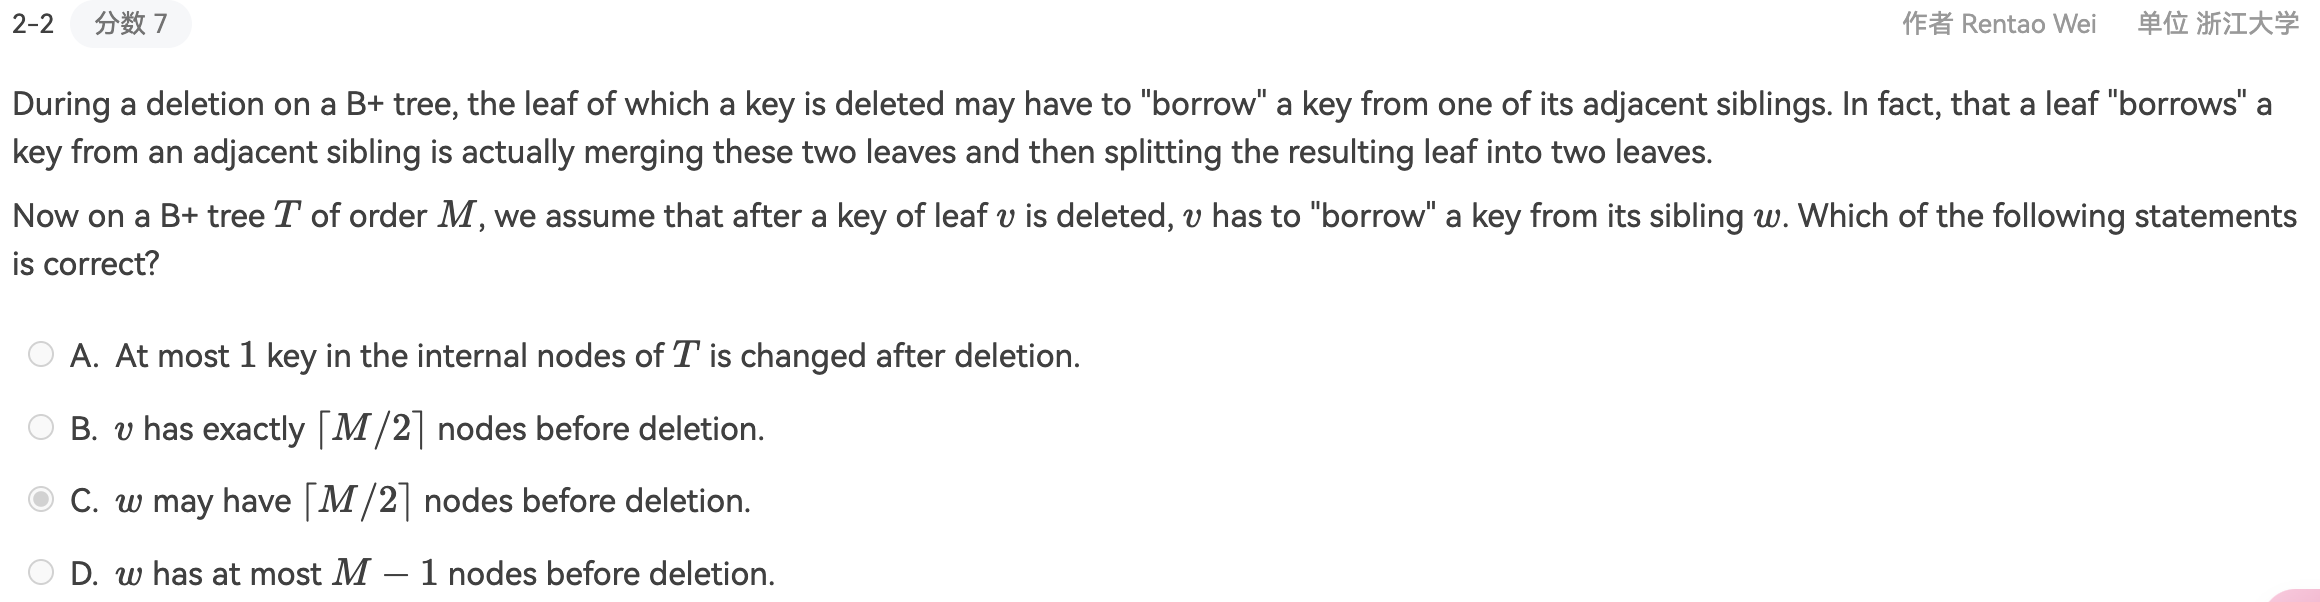 2-2 分数 7 作者 Rentao Wei 单位 浙江大学
During a deletion on a B+ tree, the leaf of which a key is deleted may have to "borrow" a key from one of its adjacent siblings. In fact, that a leaf "borrows" a
key from an adjacent sibling is actually merging these two leaves and then splitting the resulting leaf into two leaves.
Now on a B+ tree T of order M, we assume that after a key of leaf v is deleted, v has to "borrow" a key from its sibling w. Which of the following statements
is correct?
A. At most 1 key in the internal nodes of T is changed after deletion.
B. v has exactly ⌈M/2⌉ nodes before deletion.
C. w may have ⌈M/2⌉ nodes before deletion.
D. w has at most M − 1 nodes before deletion.